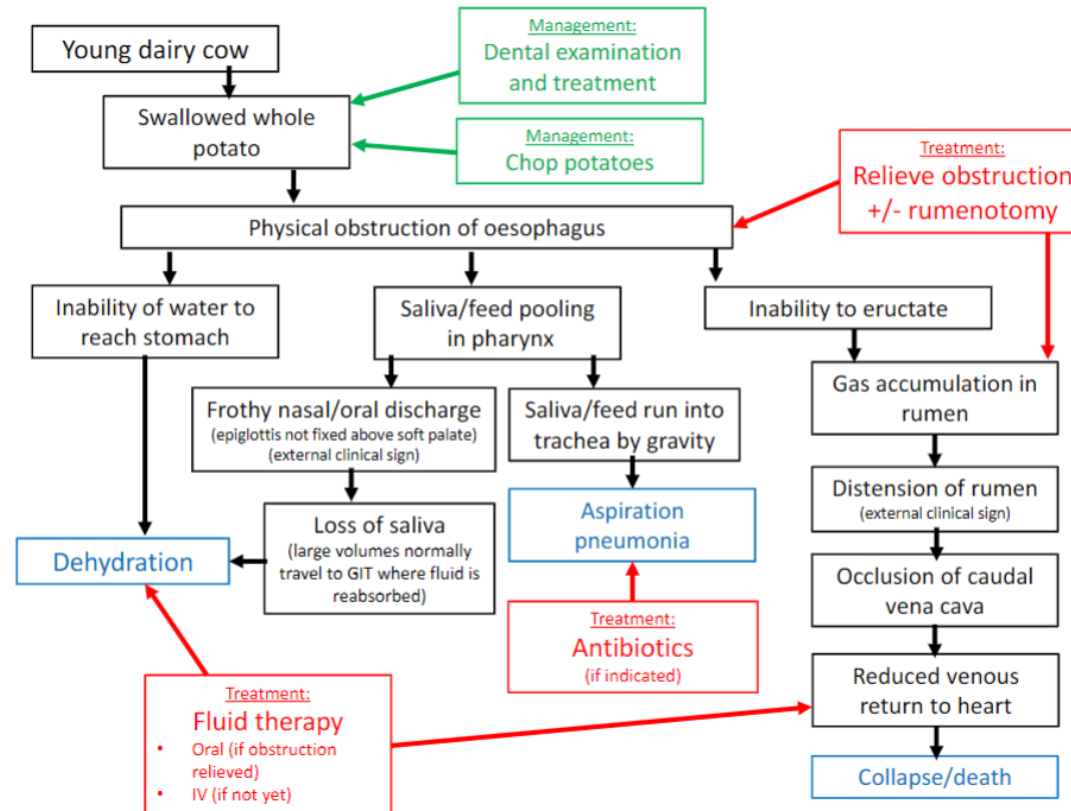 Young dairy cow
Management:
Dental examination
and treatment
Swallowed whole
potato
Management:
Chop potatoes
Treatment:
Relieve obstruction
+/- rumenotomy
Physical obstruction of oesophagus
Inability of water to
reach stomach
Saliva/feed pooling
in pharynx
Inability to eructate
Gas accumulation in
rumen
Frothy nasal/oral discharge
(epiglottis not fixed above soft palate)
(external clinical sign)
Saliva/feed run into
trachea by gravity
Distension of rumen
(external clinical sign)
Loss of saliva
(large volumes normally
travel to GIT where fluid is
reabsorbed)
Aspiration
pneumonia
Dehydration
Occlusion of caudal
vena cava
Treatment:
Antibiotics
(if indicated)
Reduced venous
return to heart
Treatment:
Fluid therapy
• Oral (if obstruction
relieved)
• IV (if not yet)
Collapse/death